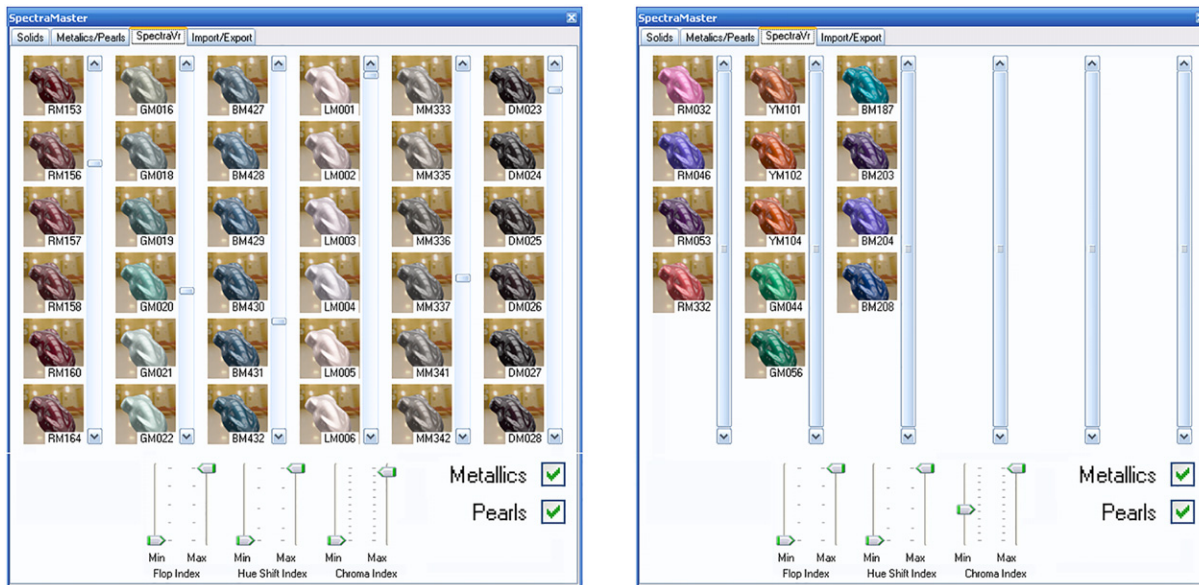 SpectraMaster
Solids Metalics/Pearls SpectraVr Import/Export
RM153 GM016 BM427 LM001 MM333 DM023
RM156 GM018 BM428 LM002 MM335 DM024
RM157 GM019 BM429 LM003 MM336 DM025
RM158 GM020 BM430 LM004 MM337 DM026
RM160 GM021 BM431 LM005 MM341 DM027
RM164 GM022 BM432 LM006 MM342 DM028
Metallics
Pearls
Min Max Min Max Min Max
Flop Index Hue Shift Index Chroma Index
SpectraMaster
Solids Metalics/Pearls SpectraVr Import/Export
RM032 YM101 BM187
RM046 YM102 BM203
RM053 YM104 BM204
RM332 GM044 BM208
GM056
Metallics
Pearls
Min Max Min Max Min Max
Flop Index Hue Shift Index Chroma Index